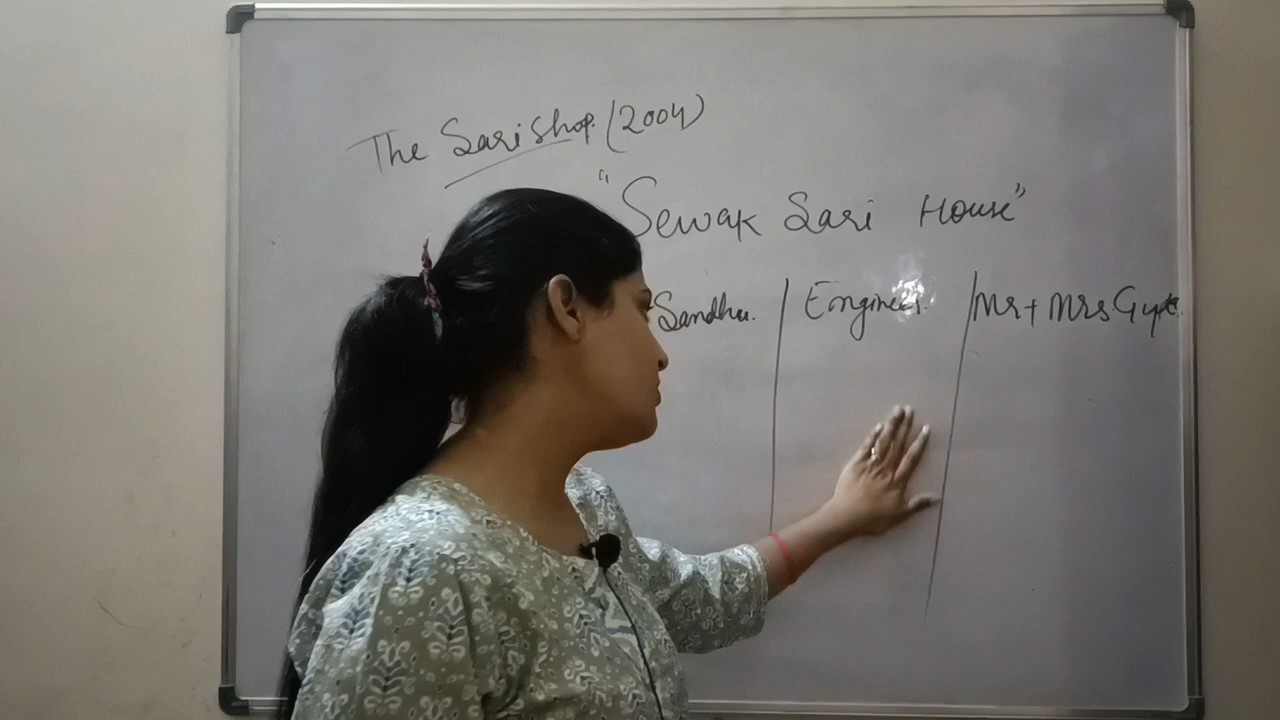 The Sari Shop. (2004)
"Sewak Sari House"
Sandhu. Engineer. Mr + Mrs Gupta.